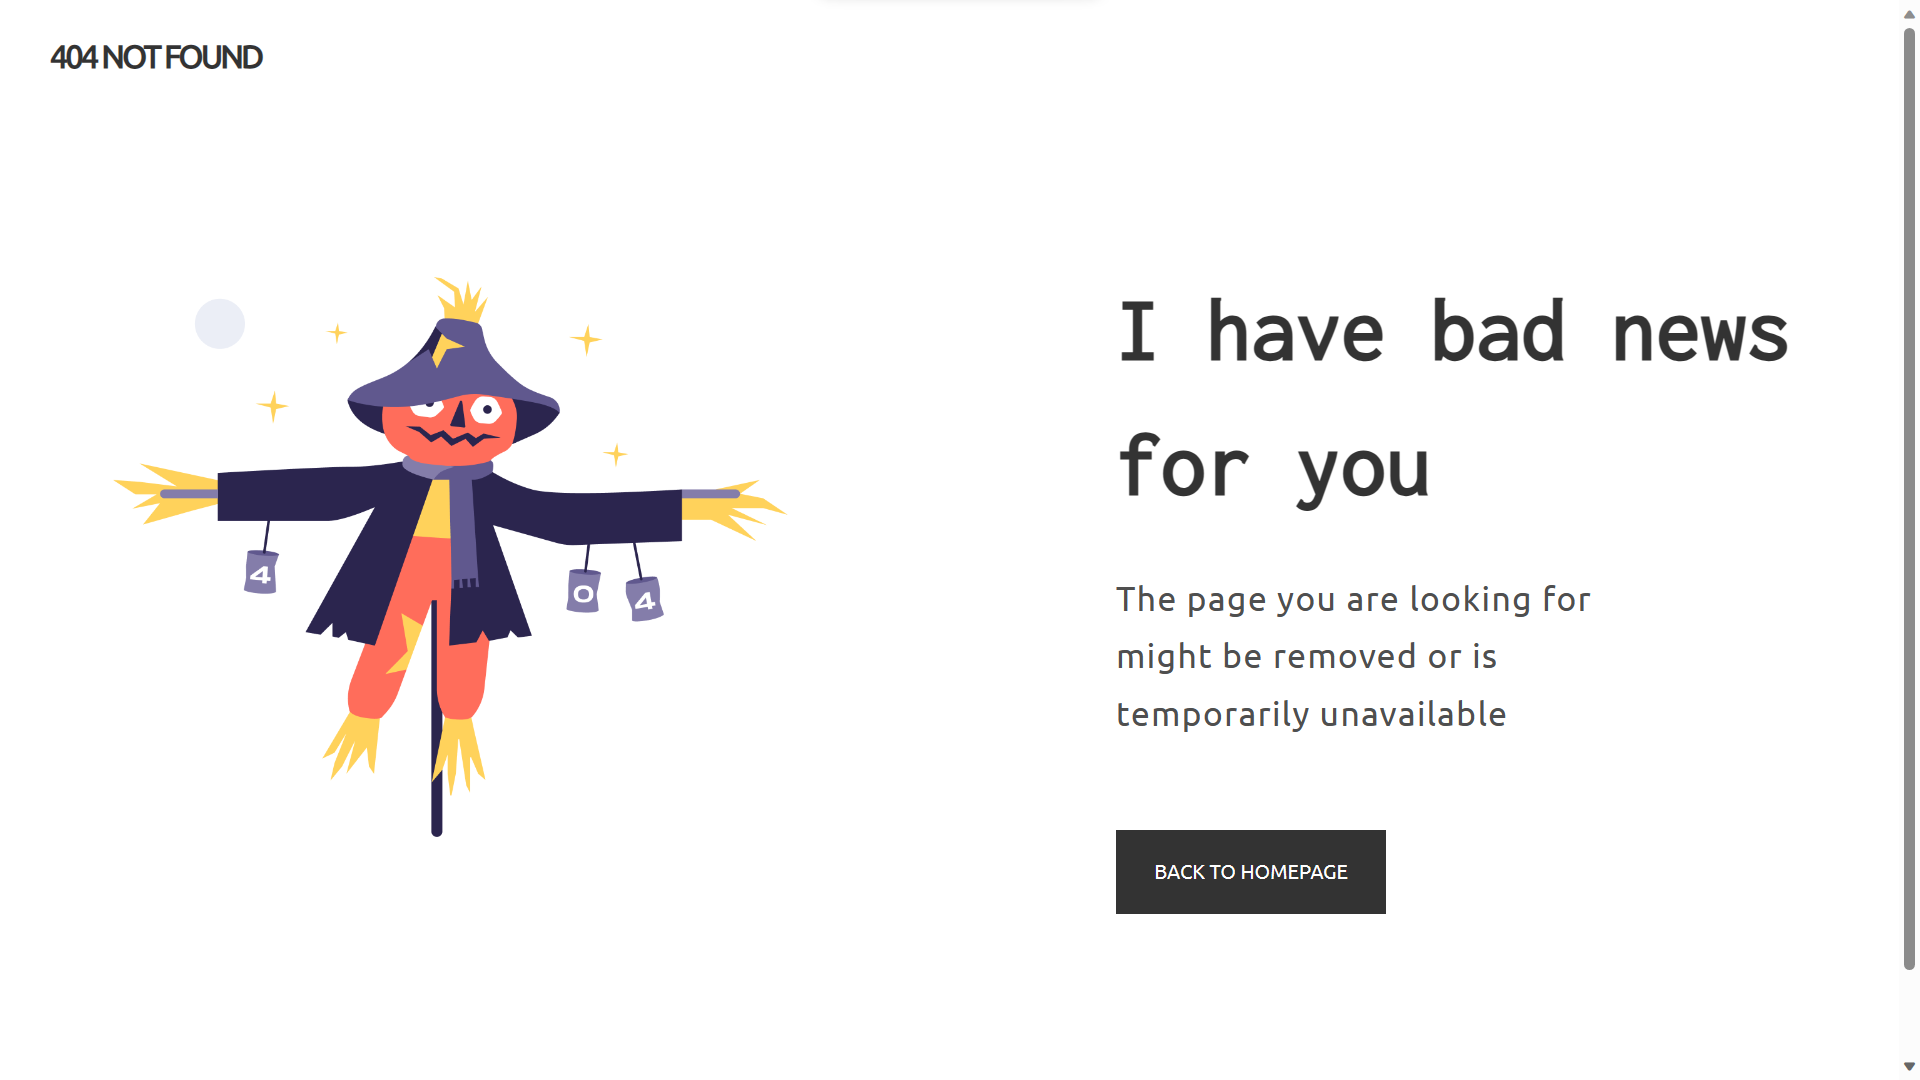 404 NOT FOUND
4
0
4
I have bad news
for you
The page you are looking for
might be removed or is
temporarily unavailable
BACK TO HOMEPAGE